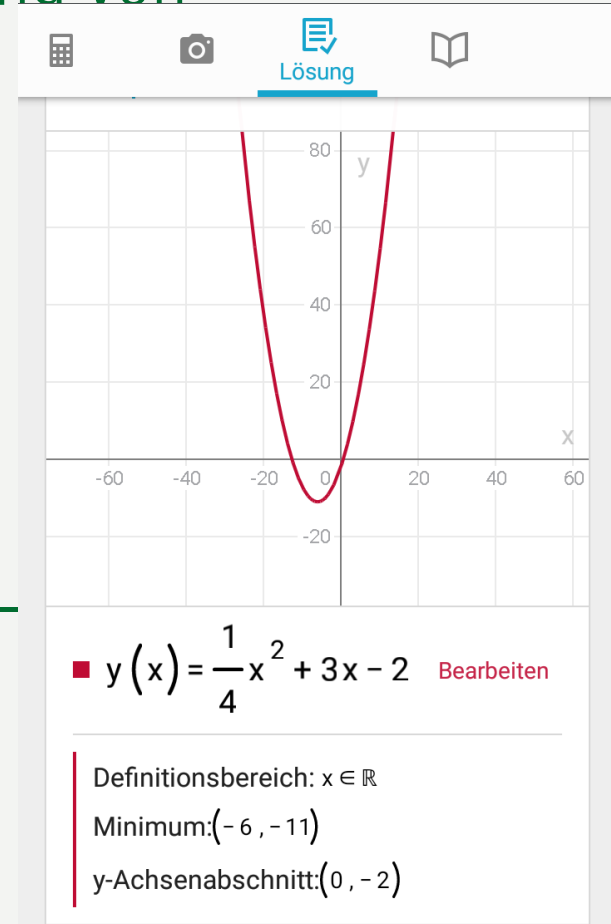 Lösung
80
y
60
40
20
x
-60 -40 -20 0 20 40 60
-20
y(x) = 1/4 x² + 3x − 2 Bearbeiten
Definitionsbereich: x ∈ ℝ
Minimum:(− 6 , − 11)
y-Achsenabschnitt:(0 , − 2)